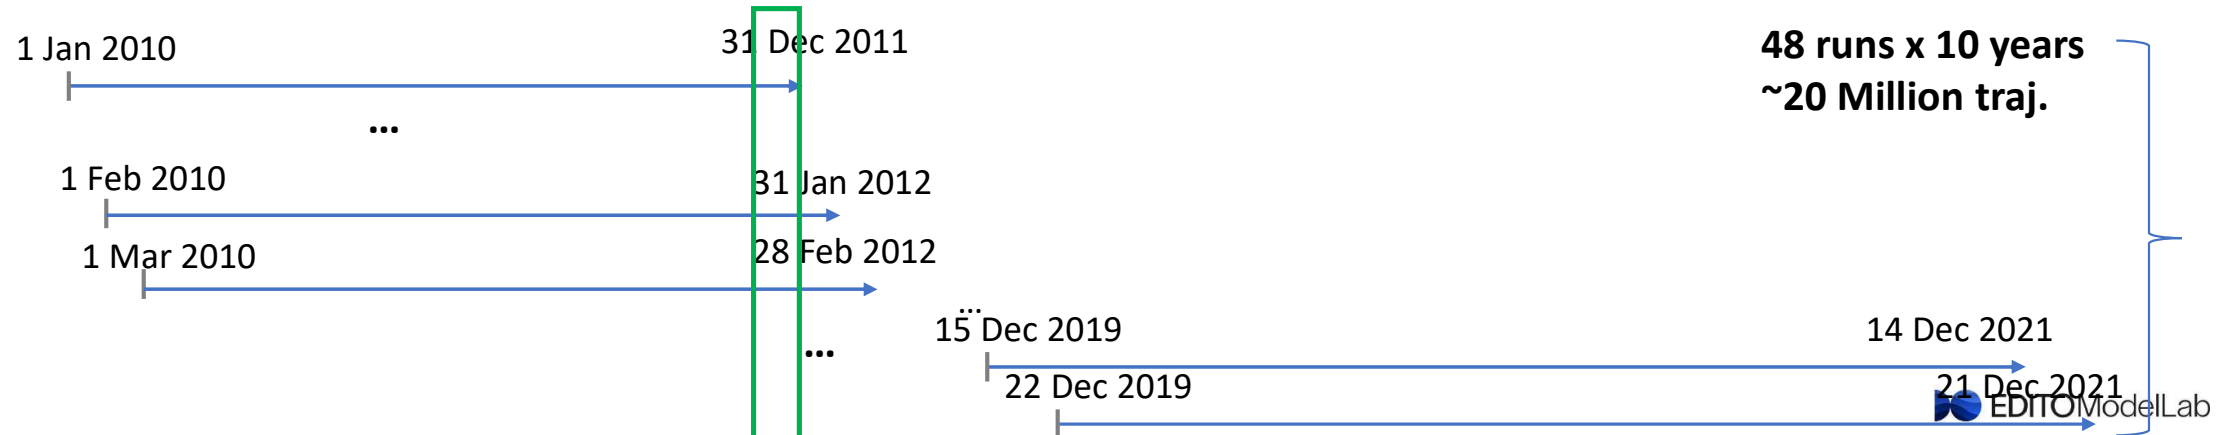 1 Jan 2010
31 Dec 2011
48 runs x 10 years
~20 Million traj.
...
1 Feb 2010
31 Jan 2012
1 Mar 2010
28 Feb 2012
...
15 Dec 2019
14 Dec 2021
...
22 Dec 2019
21 Dec 2021
EDITOModelLab